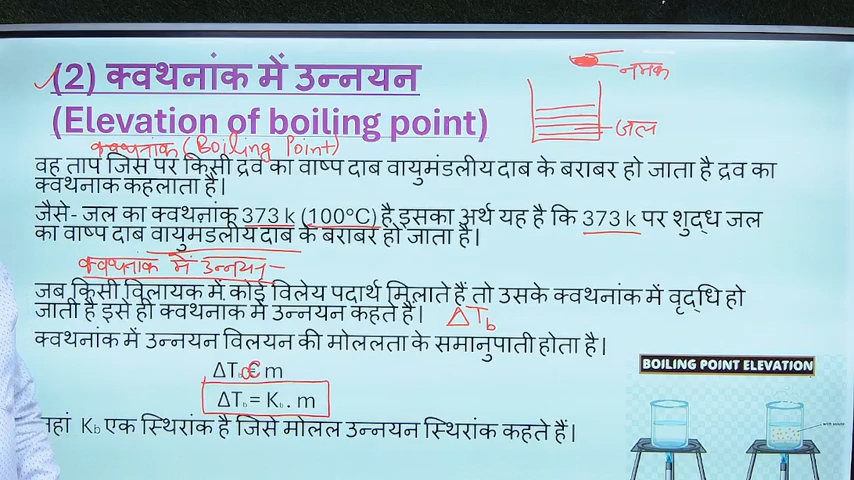 (2) क्वथनांक में उन्नयन
(Elevation of boiling point)
नमक
जल
क्वथनांक (Boiling Point)
वह ताप जिस पर किसी द्रव का वाष्प दाब वायुमंडलीय दाब के बराबर हो जाता है द्रव का
क्वथनांक कहलाता है।
जैसे- जल का क्वथनांक 373 k (100°C) है इसका अर्थ यह है कि 373 k पर शुद्ध जल
का वाष्प दाब वायुमंडलीय दाब के बराबर हो जाता है।
क्वथनांक में उन्नयन -
जब किसी विलायक में कोई विलेय पदार्थ मिलाते हैं तो उसके क्वथनांक में वृद्धि हो
जाती है इसे ही क्वथनांक में उन्नयन कहते हैं। ΔTb
क्वथनांक में उन्नयन विलयन की मोललता के समानुपाती होता है।
ΔTb ∝ m
ΔTb = Kb . m
जहां Kb एक स्थिरांक है जिसे मोलल उन्नयन स्थिरांक कहते हैं।
BOILING POINT ELEVATION